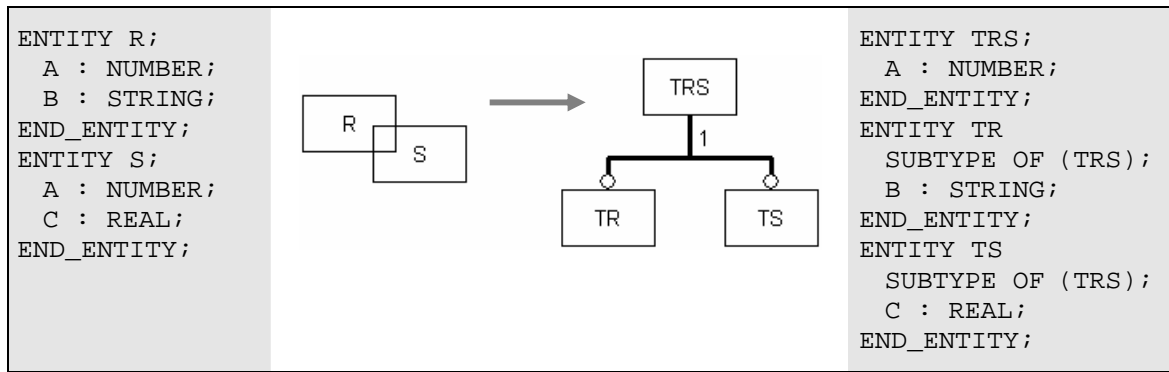 ENTITY R;
A : NUMBER;
B : STRING;
END_ENTITY;
ENTITY S;
A : NUMBER;
C : REAL;
END_ENTITY;
R
S
TRS
1
TR
TS
ENTITY TRS;
A : NUMBER;
END_ENTITY;
ENTITY TR
SUBTYPE OF (TRS);
B : STRING;
END_ENTITY;
ENTITY TS
SUBTYPE OF (TRS);
C : REAL;
END_ENTITY;